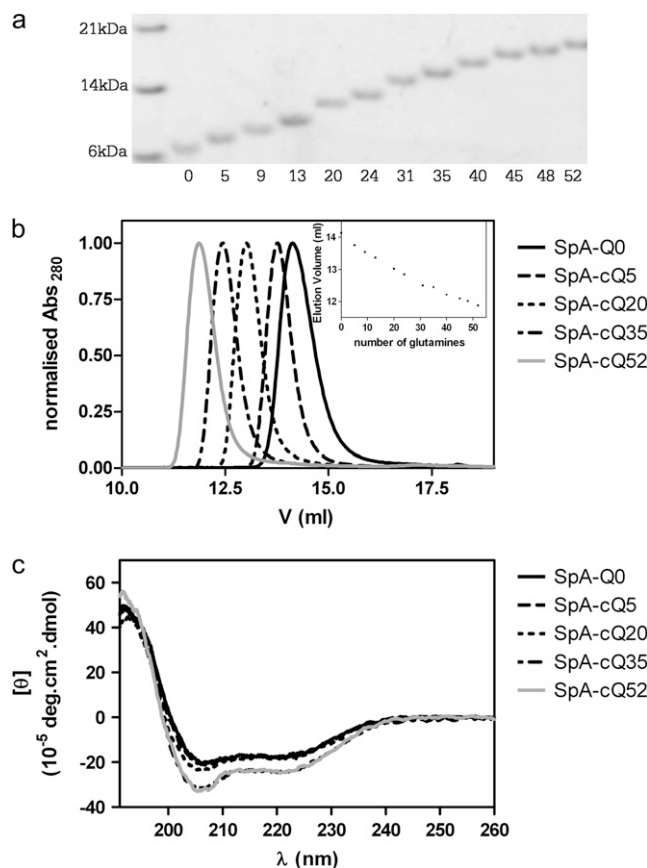 a
21kDa
14kDa
6kDa
0 5 9 13 20 24 31 35 40 45 48 52
b
normalised Abs280
1.00
0.75
0.50
0.25
0.00
10.0 12.5 15.0 17.5
V (ml)
Elution Volume (ml)
14
13
12
0 10 20 30 40 50
number of glutamines
SpA-Q0
SpA-cQ5
SpA-cQ20
SpA-cQ35
SpA-cQ52
c
[θ]
(10-5 deg.cm2.dmol)
60
40
20
0
-20
-40
200 210 220 230 240 250 260
λ (nm)
SpA-Q0
SpA-cQ5
SpA-cQ20
SpA-cQ35
SpA-cQ52